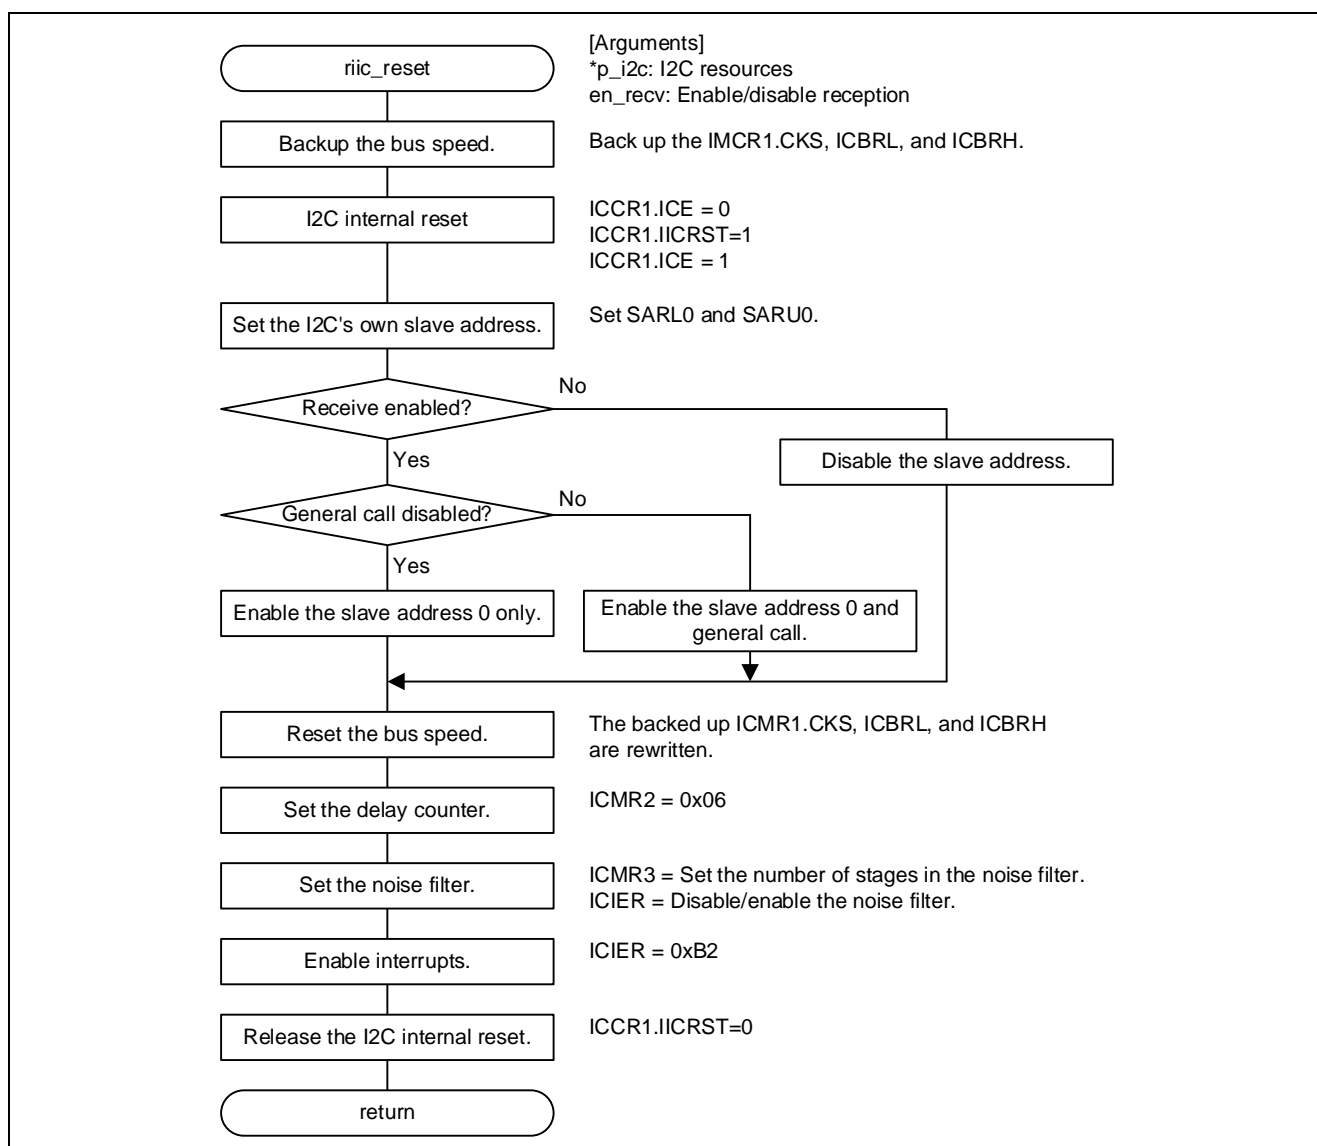 riic_reset
[Arguments]
*p_i2c: I2C resources
en_recv: Enable/disable reception
Backup the bus speed.
Back up the IMCR1.CKS, ICBRL, and ICBRH.
I2C internal reset
ICCR1.ICE = 0
ICCR1.IICRST=1
ICCR1.ICE = 1
Set the I2C's own slave address.
Set SARL0 and SARU0.
Receive enabled?
No
Yes
Disable the slave address.
General call disabled?
No
Yes
Enable the slave address 0 only.
Enable the slave address 0 and
general call.
Reset the bus speed.
The backed up ICMR1.CKS, ICBRL, and ICBRH
are rewritten.
Set the delay counter.
ICMR2 = 0x06
Set the noise filter.
ICMR3 = Set the number of stages in the noise filter.
ICIER = Disable/enable the noise filter.
Enable interrupts.
ICIER = 0xB2
Release the I2C internal reset.
ICCR1.IICRST=0
return